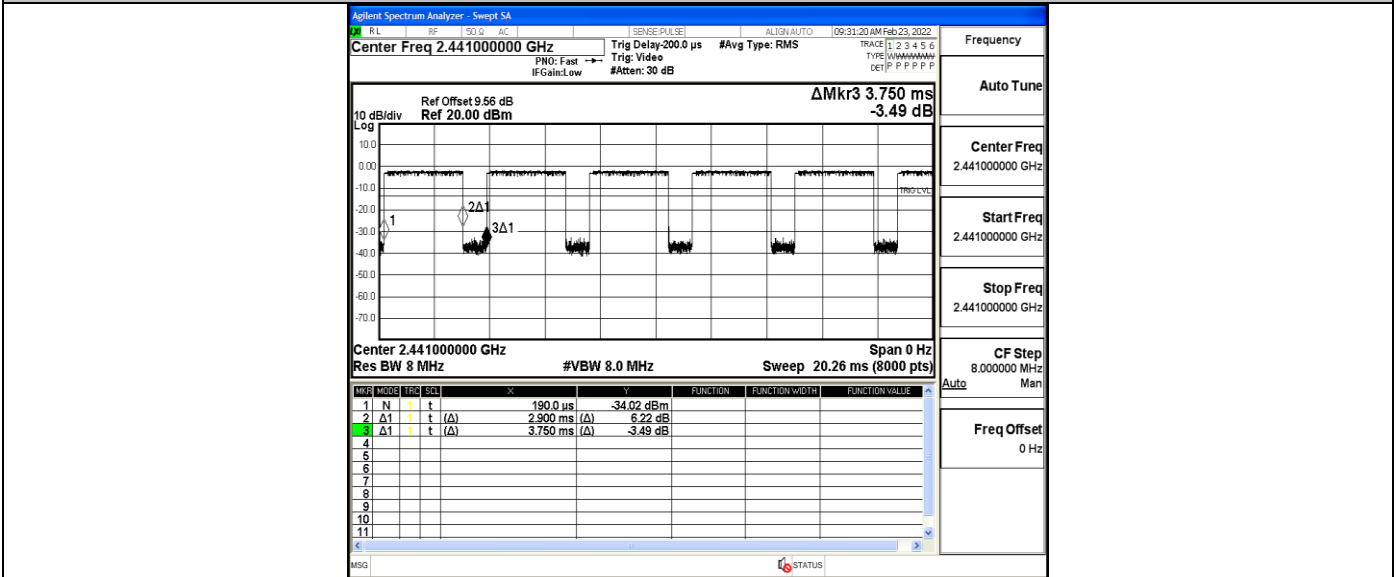 Agilent Spectrum Analyzer - Swept SA
LXI RL RF 50 Ω AC SENSE:PULSE ALIGN AUTO 09:31:20 AM Feb 23, 2022
Center Freq 2.441000000 GHz
PNO: Fast
IFGain:Low
Trig Delay-200.0 µs
Trig: Video
#Atten: 30 dB
#Avg Type: RMS
TRACE 1 2 3 4 5 6
TYPE WWWWWW
DET P P P P P P
Frequency
Auto Tune
Center Freq
2.441000000 GHz
Start Freq
2.441000000 GHz
Stop Freq
2.441000000 GHz
CF Step
8.000000 MHz
Auto Man
Freq Offset
0 Hz
Ref Offset 9.56 dB
10 dB/div Ref 20.00 dBm
Log
ΔMkr3 3.750 ms
-3.49 dB
10.0
0.00
-10.0
-20.0
-30.0
-40.0
-50.0
-60.0
-70.0
TRIG LVL
1
2Δ1
3Δ1
Center 2.441000000 GHz Span 0 Hz
Res BW 8 MHz #VBW 8.0 MHz Sweep 20.26 ms (8000 pts)
MKR MODE TRC SCL X Y FUNCTION FUNCTION WIDTH FUNCTION VALUE
1 N 1 t 190.0 µs -34.02 dBm
2 Δ1 1 t (Δ) 2.900 ms (Δ) 6.22 dB
3 Δ1 1 t (Δ) 3.750 ms (Δ) -3.49 dB
4
5
6
7
8
9
10
11
MSG STATUS